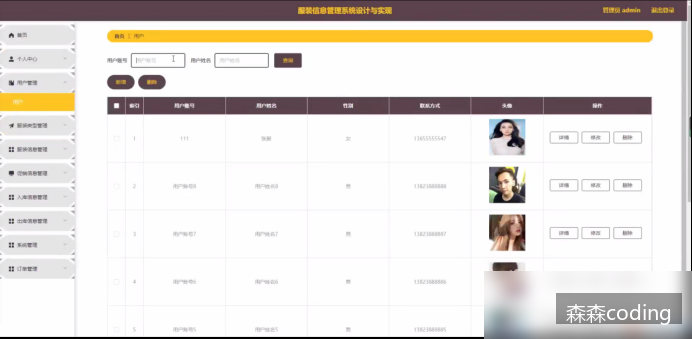 服装信息管理系统设计与实现
管理员 admin
退出登录
首页
个人中心
用户管理
用户
服装类型管理
服装信息管理
促销信息管理
入库信息管理
出库信息管理
系统管理
订单管理
首页 / 用户
用户账号 用户账号 用户姓名 用户姓名 查询
新增 删除
索引 用户账号 用户姓名 性别 联系方式 头像 操作
1 111 女 详情 修改 删除
2 用户账号8 用户姓名8 男 13823888888 详情 修改 删除
3 用户账号7 用户姓名7 男 13823888887 详情 修改 删除
4 用户账号6 用户姓名6 男 13823888886
5 用户账号5 用户姓名5 男 13823888885
森森coding